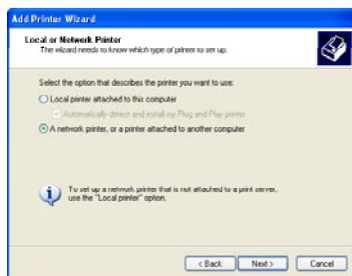 Add Printer Wizard
Local or Network Printer
The wizard needs to know which type of printer to set up.
Select the option that describes the printer you want to use:
Local printer attached to this computer
Automatically detect and install my Plug and Play printer
A network printer, or a printer attached to another computer
To set up a network printer that is not attached to a print server,
use the "Local printer" option.
< Back
Next >
Cancel